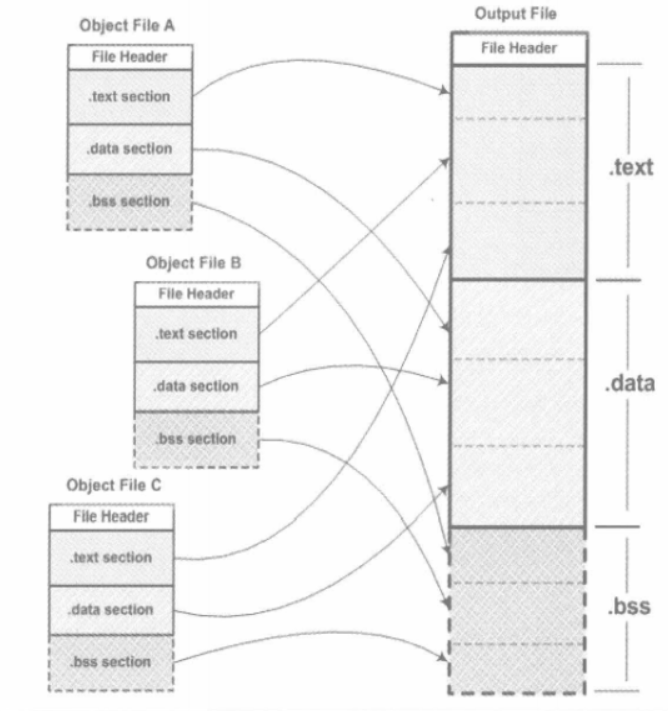 Object File A
File Header
.text section
.data section
.bss section
Object File B
File Header
.text section
.data section
.bss section
Object File C
File Header
.text section
.data section
.bss section
Output File
File Header
.text
.data
.bss